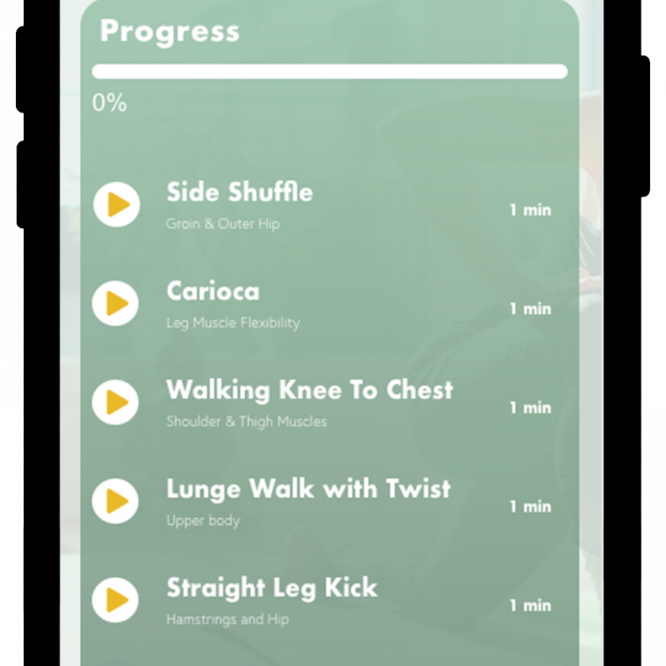 Progress
0%
Side Shuffle
Groin & Outer Hip
1 min
Carioca
Leg Muscle Flexibility
1 min
Walking Knee To Chest
Shoulder & Thigh Muscles
1 min
Lunge Walk with Twist
Upper body
1 min
Straight Leg Kick
Hamstrings and Hip
1 min